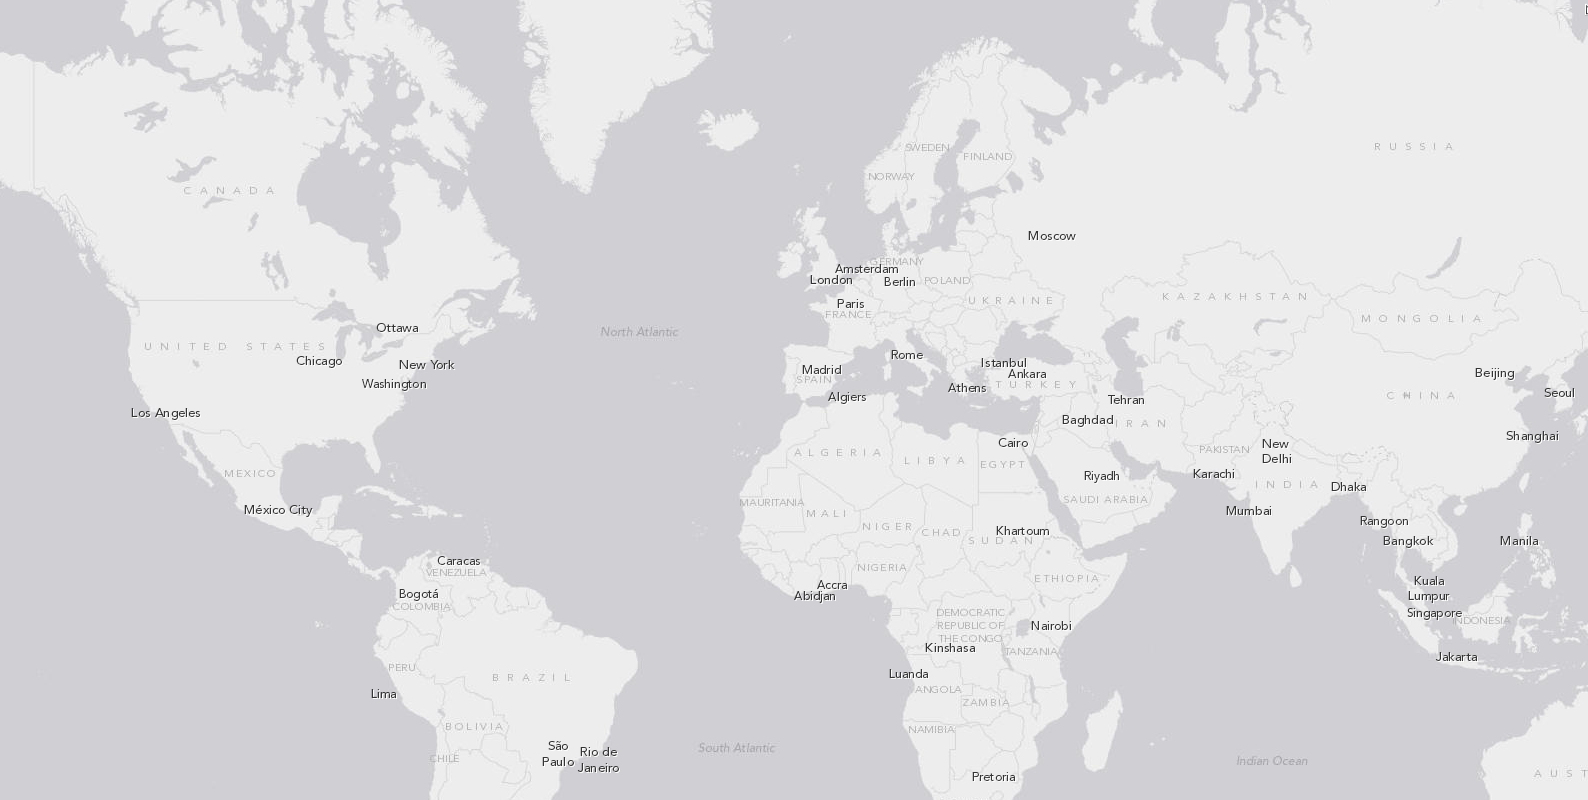 SWEDEN
FINLAND
RUSSIA
NORWAY
CANADA
Moscow
GERMANY
Amsterdam
London
Berlin
POLAND
Paris
FRANCE
UKRAINE
KAZAKHSTAN
MONGOLIA
North Atlantic
Ottawa
UNITED STATES
Chicago
New York
Washington
Rome
Istanbul
Madrid
SPAIN
Ankara
TURKEY
Athens
Beijing
Algiers
Tehran
CHINA
Seoul
Los Angeles
Baghdad
IRAN
Shanghai
Cairo
New
Delhi
PAKISTAN
ALGERIA
LIBYA
EGYPT
MEXICO
Riyadh
Karachi
INDIA
Dhaka
MAURITANIA
SAUDI ARABIA
México City
MALI
Mumbai
NIGER
CHAD
Khartoum
SUDAN
Rangoon
Bangkok
Manila
Caracas
VENEZUELA
NIGERIA
ETHIOPIA
Accra
Abidjan
Bogotá
COLOMBIA
Kuala
Lumpur
Singapore
INDONESIA
DEMOCRATIC
REPUBLIC OF
THE CONGO
Nairobi
Kinshasa
TANZANIA
Jakarta
PERU
BRAZIL
Luanda
ANGOLA
Lima
ZAMBIA
BOLIVIA
NAMIBIA
São
Paulo
Rio de
Janeiro
South Atlantic
CHILE
Indian Ocean
Pretoria
AUST